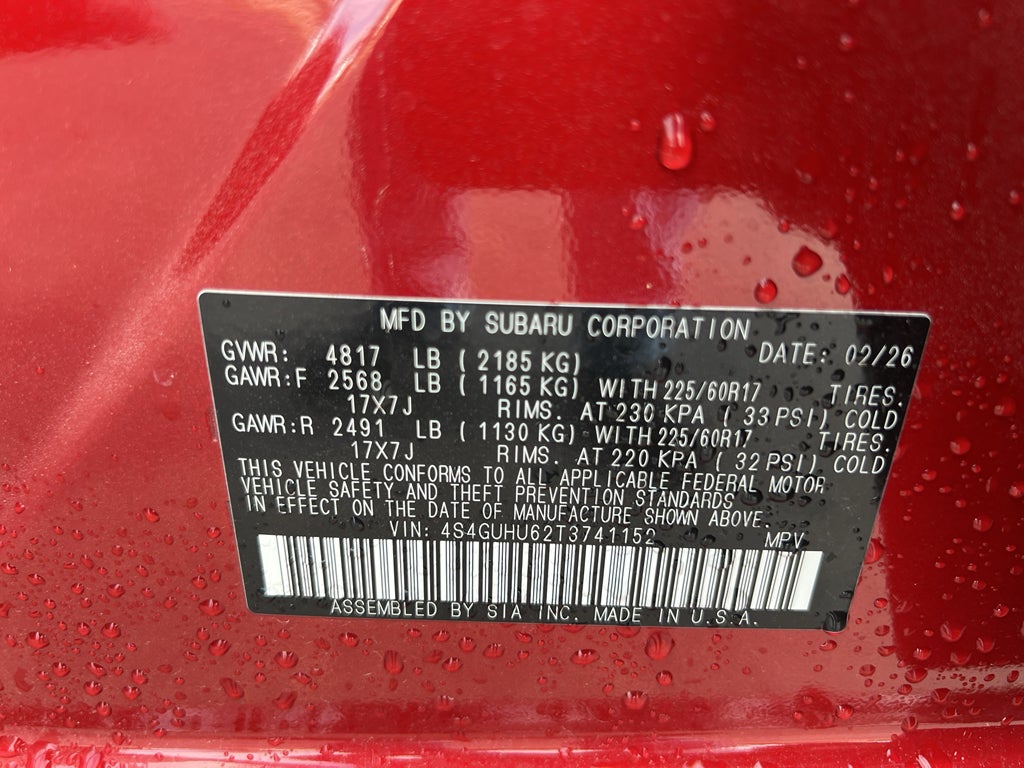 MFD BY SUBARU CORPORATION
GVWR: 4817 LB ( 2185 KG) DATE: 02/26
GAWR:F 2568 LB ( 1165 KG) WITH 225/60R17 TIRES.
17X7J RIMS. AT 230 KPA ( 33 PSI) COLD
GAWR:R 2491 LB ( 1130 KG) WITH 225/60R17 TIRES.
17X7J RIMS. AT 220 KPA ( 32 PSI) COLD
THIS VEHICLE CONFORMS TO ALL APPLICABLE FEDERAL MOTOR
VEHICLE SAFETY AND THEFT PREVENTION STANDARDS
IN EFFECT ON THE DATE OF MANUFACTURE SHOWN ABOVE.
VIN: 4S4GUHU62T3741152 MPV
ASSEMBLED BY SIA INC. MADE IN U.S.A.